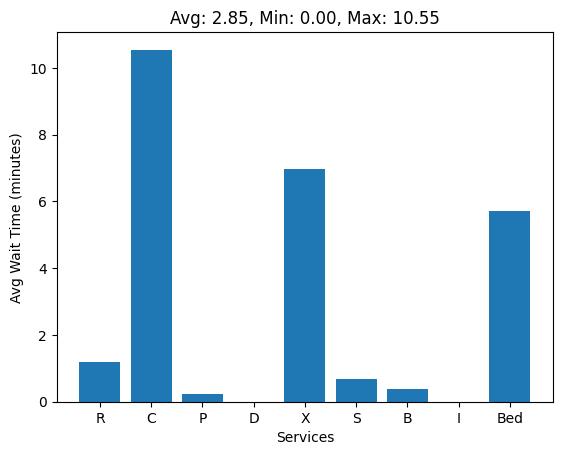 Avg: 2.85, Min: 0.00, Max: 10.55
10
8
6
4
2
0
Avg Wait Time (minutes)
R C P D X S B I Bed
Services